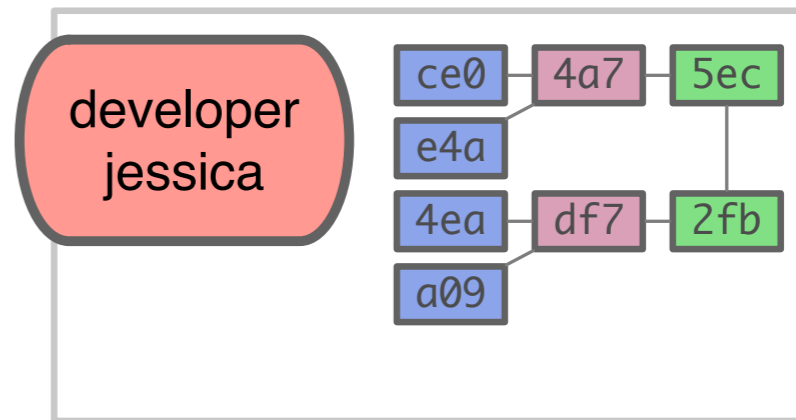 developer
jessica
ce0 4a7 5ec
e4a
4ea df7 2fb
a09